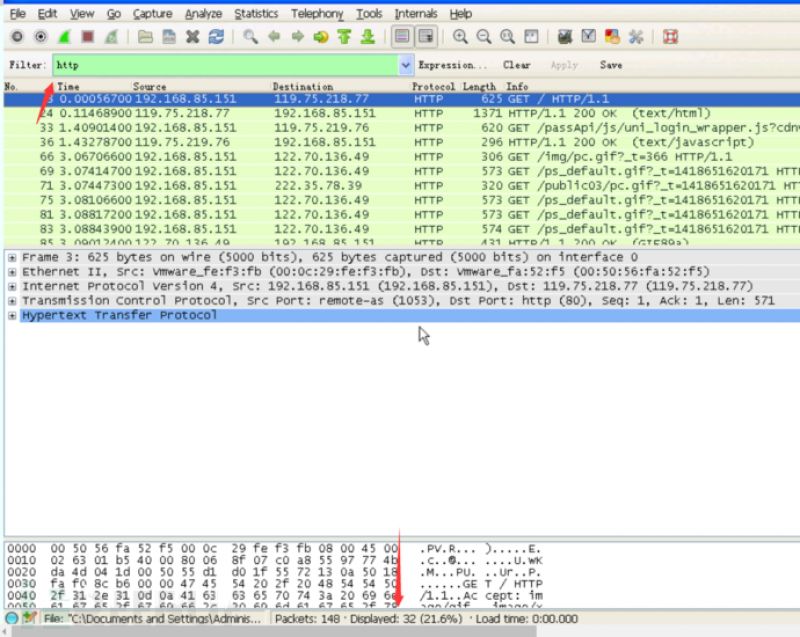 File Edit View Go Capture Analyze Statistics Telephony Tools Internals Help
Filter: http Expression... Clear Apply Save
No. Time Source Destination Protocol Length Info
3 0.00056700 192.168.85.151 119.75.218.77 HTTP 625 GET / HTTP/1.1
24 0.11468900 119.75.218.77 192.168.85.151 HTTP 1371 HTTP/1.1 200 OK (text/html)
33 1.40901400 192.168.85.151 119.75.219.76 HTTP 620 GET /passApi/js/uni_login_wrapper.js?cdnv
36 1.43278700 119.75.219.76 192.168.85.151 HTTP 296 HTTP/1.1 200 OK (text/javascript)
66 3.06706600 192.168.85.151 122.70.136.49 HTTP 306 GET /img/pc.gif?_t=366 HTTP/1.1
69 3.07414700 192.168.85.151 122.70.136.49 HTTP 573 GET /ps_default.gif?_t=1418651620171 HTT
71 3.07447300 192.168.85.151 222.35.78.39 HTTP 320 GET /public03/pc.gif?_t=1418651620171 HT
75 3.08106600 192.168.85.151 122.70.136.49 HTTP 573 GET /ps_default.gif?_t=1418651620171 HTT
81 3.08817200 192.168.85.151 122.70.136.49 HTTP 573 GET /ps_default.gif?_t=1418651620171 HTT
83 3.08843900 192.168.85.151 122.70.136.49 HTTP 574 GET /ps_default.gif?_t=1418651620171 HTT
85 3.09012400 122.70.136.49 192.168.85.151 HTTP 431 HTTP/1.1 200 OK (GIF89a)
Frame 3: 625 bytes on wire (5000 bits), 625 bytes captured (5000 bits) on interface 0
Ethernet II, Src: Vmware_fe:f3:fb (00:0c:29:fe:f3:fb), Dst: Vmware_fa:52:f5 (00:50:56:fa:52:f5)
Internet Protocol Version 4, Src: 192.168.85.151 (192.168.85.151), Dst: 119.75.218.77 (119.75.218.77)
Transmission Control Protocol, Src Port: remote-as (1053), Dst Port: http (80), Seq: 1, Ack: 1, Len: 571
Hypertext Transfer Protocol
0000 00 50 56 fa 52 f5 00 0c 29 fe f3 fb 08 00 45 00 .PV.R... ).....E.
0010 02 63 01 b5 40 00 80 06 8f 07 c0 a8 55 97 77 4b .c..@... ....U.wK
0020 da 4d 04 1d 00 50 55 d1 d0 1f 55 72 13 0a 50 18 .M...PU. ..Ur..P.
0030 fa f0 8c b6 00 00 47 45 54 20 2f 20 48 54 54 50 ......GE T / HTTP
0040 2f 31 2e 31 0d 0a 41 63 63 65 70 74 3a 20 69 6d /1.1..Ac cept: im
0050 61 67 65 2f 67 69 66 2c 20 69 6d 61 67 65 2f 78 age/gif, image/x
File: "C:\Documents and Settings\Adminis... Packets: 148 · Displayed: 32 (21.6%) · Load time: 0:00.000